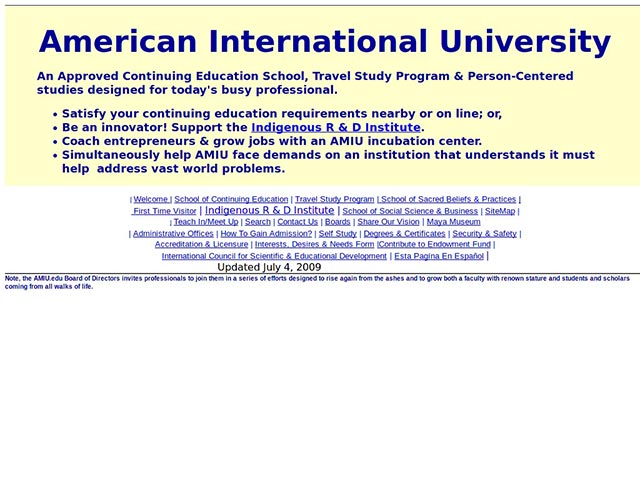 American International University
An Approved Continuing Education School, Travel Study Program & Person-Centered
studies designed for today's busy professional.
• Satisfy your continuing education requirements nearby or on line; or,
• Be an innovator! Support the Indigenous R & D Institute.
• Coach entrepreneurs & grow jobs with an AMIU incubation center.
• Simultaneously help AMIU face demands on an institution that understands it must
help address vast world problems.
| Welcome | School of Continuing Education | Travel Study Program | School of Sacred Beliefs & Practices |
First Time Visitor | Indigenous R & D Institute | School of Social Science & Business | SiteMap |
| Teach In/Meet Up | Search | Contact Us | Boards | Share Our Vision | Maya Museum
| Administrative Offices | How To Gain Admission? | Self Study | Degrees & Certificates | Security & Safety |
Accreditation & Licensure | Interests, Desires & Needs Form |Contribute to Endowment Fund |
International Council for Scientific & Educational Development | Esta Pagina En Español |
Updated July 4, 2009
Note, the AMIU.edu Board of Directors invites professionals to join them in a series of efforts designed to rise again from the ashes and to grow both a faculty with renown stature and students and scholars
coming from all walks of life.